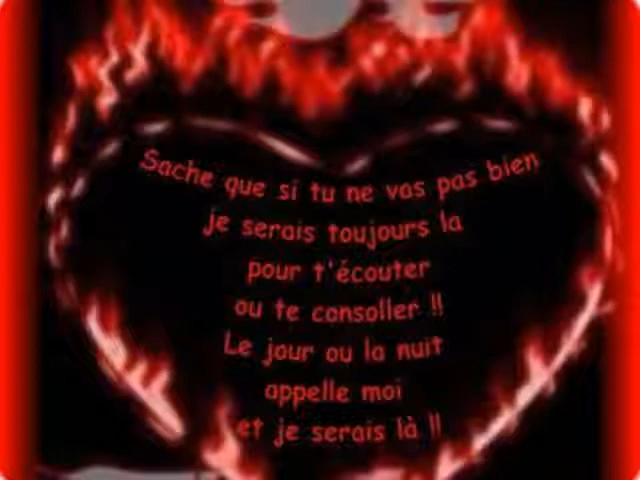 Sache que si tu ne vas pas bien
je serais toujours la
pour t'écouter
ou te consoller !!
Le jour ou la nuit
appelle moi
et je serais là !!